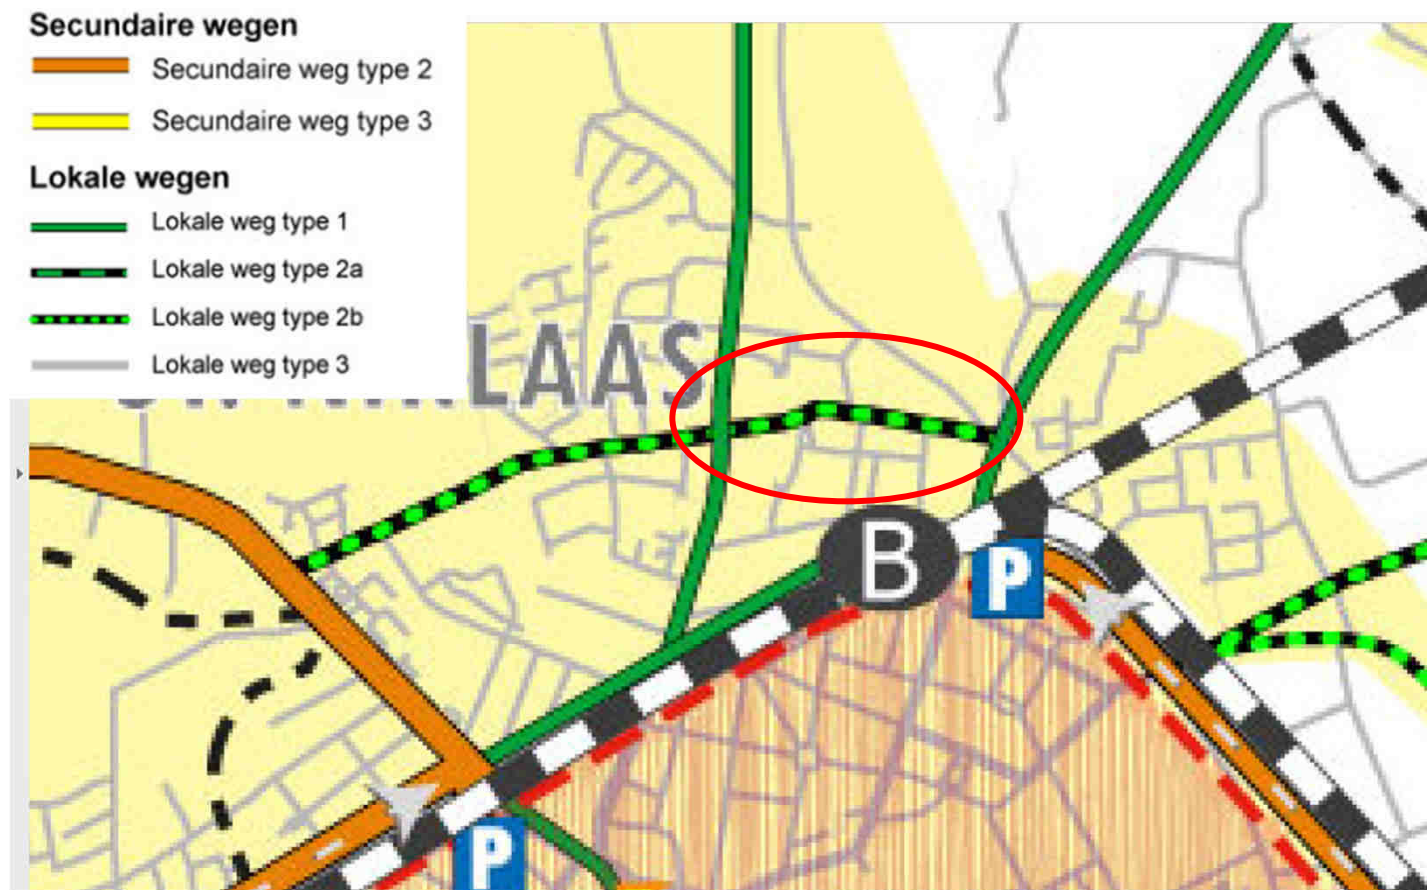 Secundaire wegen
Secundaire weg type 2
Secundaire weg type 3
Lokale wegen
Lokale weg type 1
Lokale weg type 2a
Lokale weg type 2b
Lokale weg type 3
LAAS
B
P
P